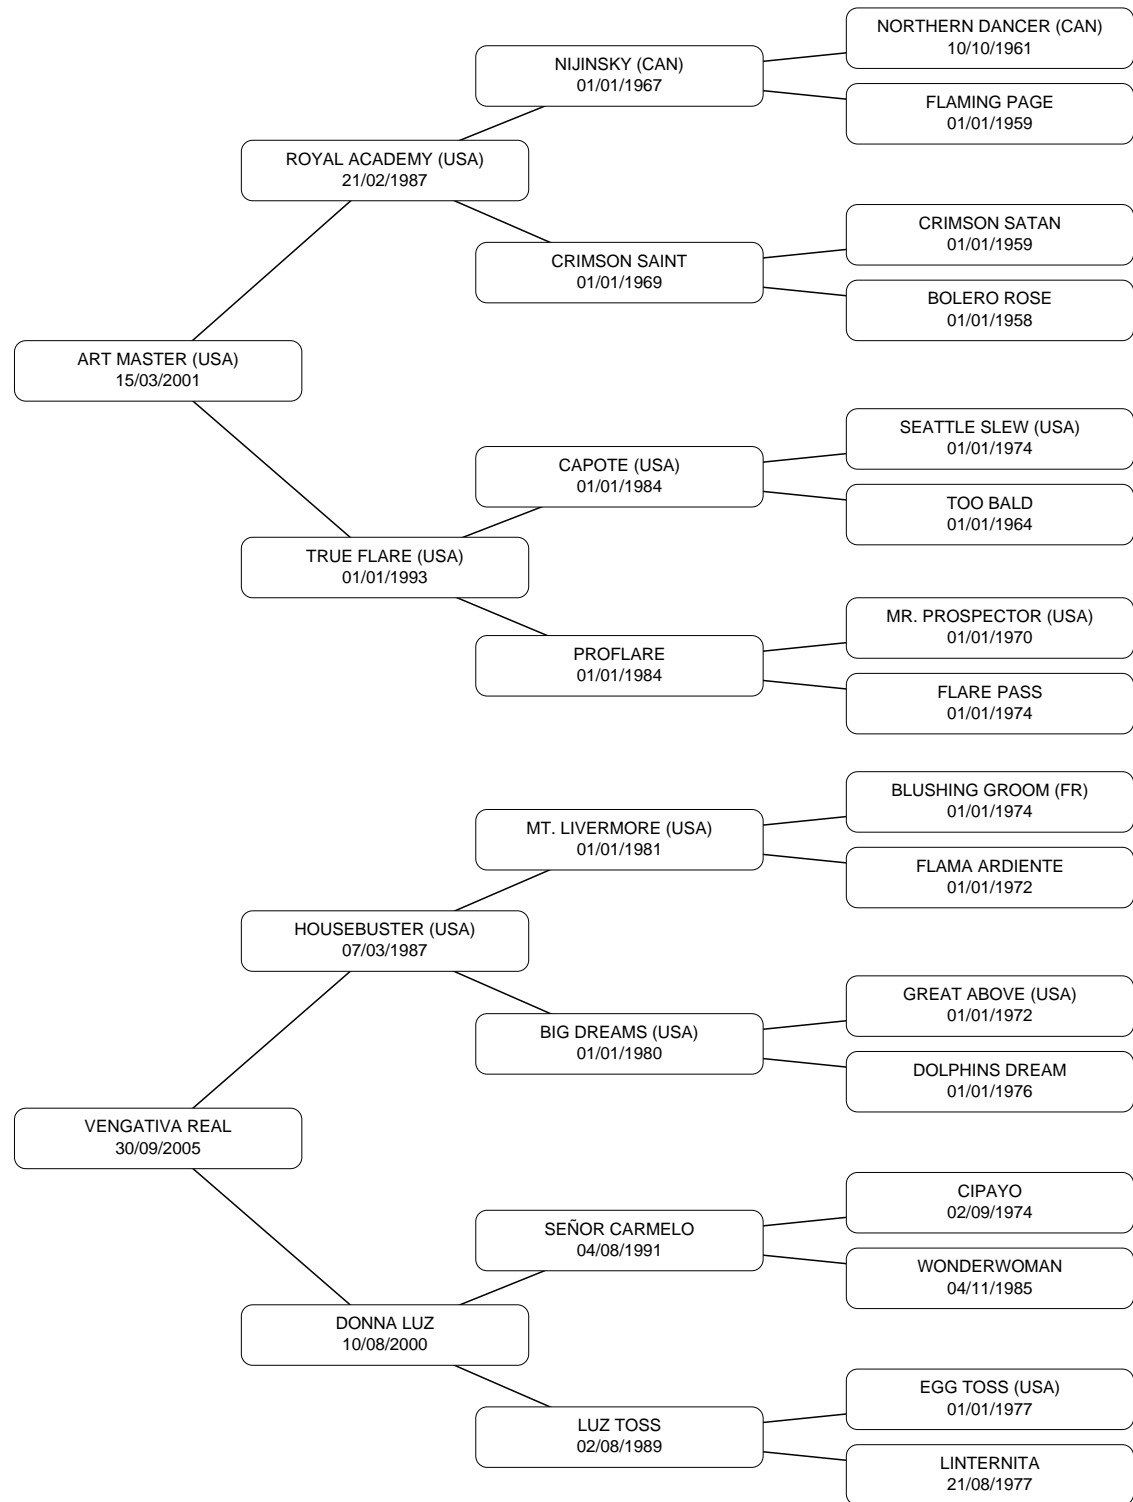 NORTHERN DANCER (CAN)
10/10/1961
NIJINSKY (CAN)
01/01/1967
FLAMING PAGE
01/01/1959
ROYAL ACADEMY (USA)
21/02/1987
CRIMSON SATAN
01/01/1959
CRIMSON SAINT
01/01/1969
BOLERO ROSE
01/01/1958
ART MASTER (USA)
15/03/2001
SEATTLE SLEW (USA)
01/01/1974
CAPOTE (USA)
01/01/1984
TOO BALD
01/01/1964
TRUE FLARE (USA)
01/01/1993
MR. PROSPECTOR (USA)
01/01/1970
PROFLARE
01/01/1984
FLARE PASS
01/01/1974
BLUSHING GROOM (FR)
01/01/1974
MT. LIVERMORE (USA)
01/01/1981
FLAMA ARDIENTE
01/01/1972
HOUSEBUSTER (USA)
07/03/1987
GREAT ABOVE (USA)
01/01/1972
BIG DREAMS (USA)
01/01/1980
DOLPHINS DREAM
01/01/1976
VENGATIVA REAL
30/09/2005
CIPAYO
02/09/1974
SEÑOR CARMELO
04/08/1991
WONDERWOMAN
04/11/1985
DONNA LUZ
10/08/2000
EGG TOSS (USA)
01/01/1977
LUZ TOSS
02/08/1989
LINTERNITA
21/08/1977